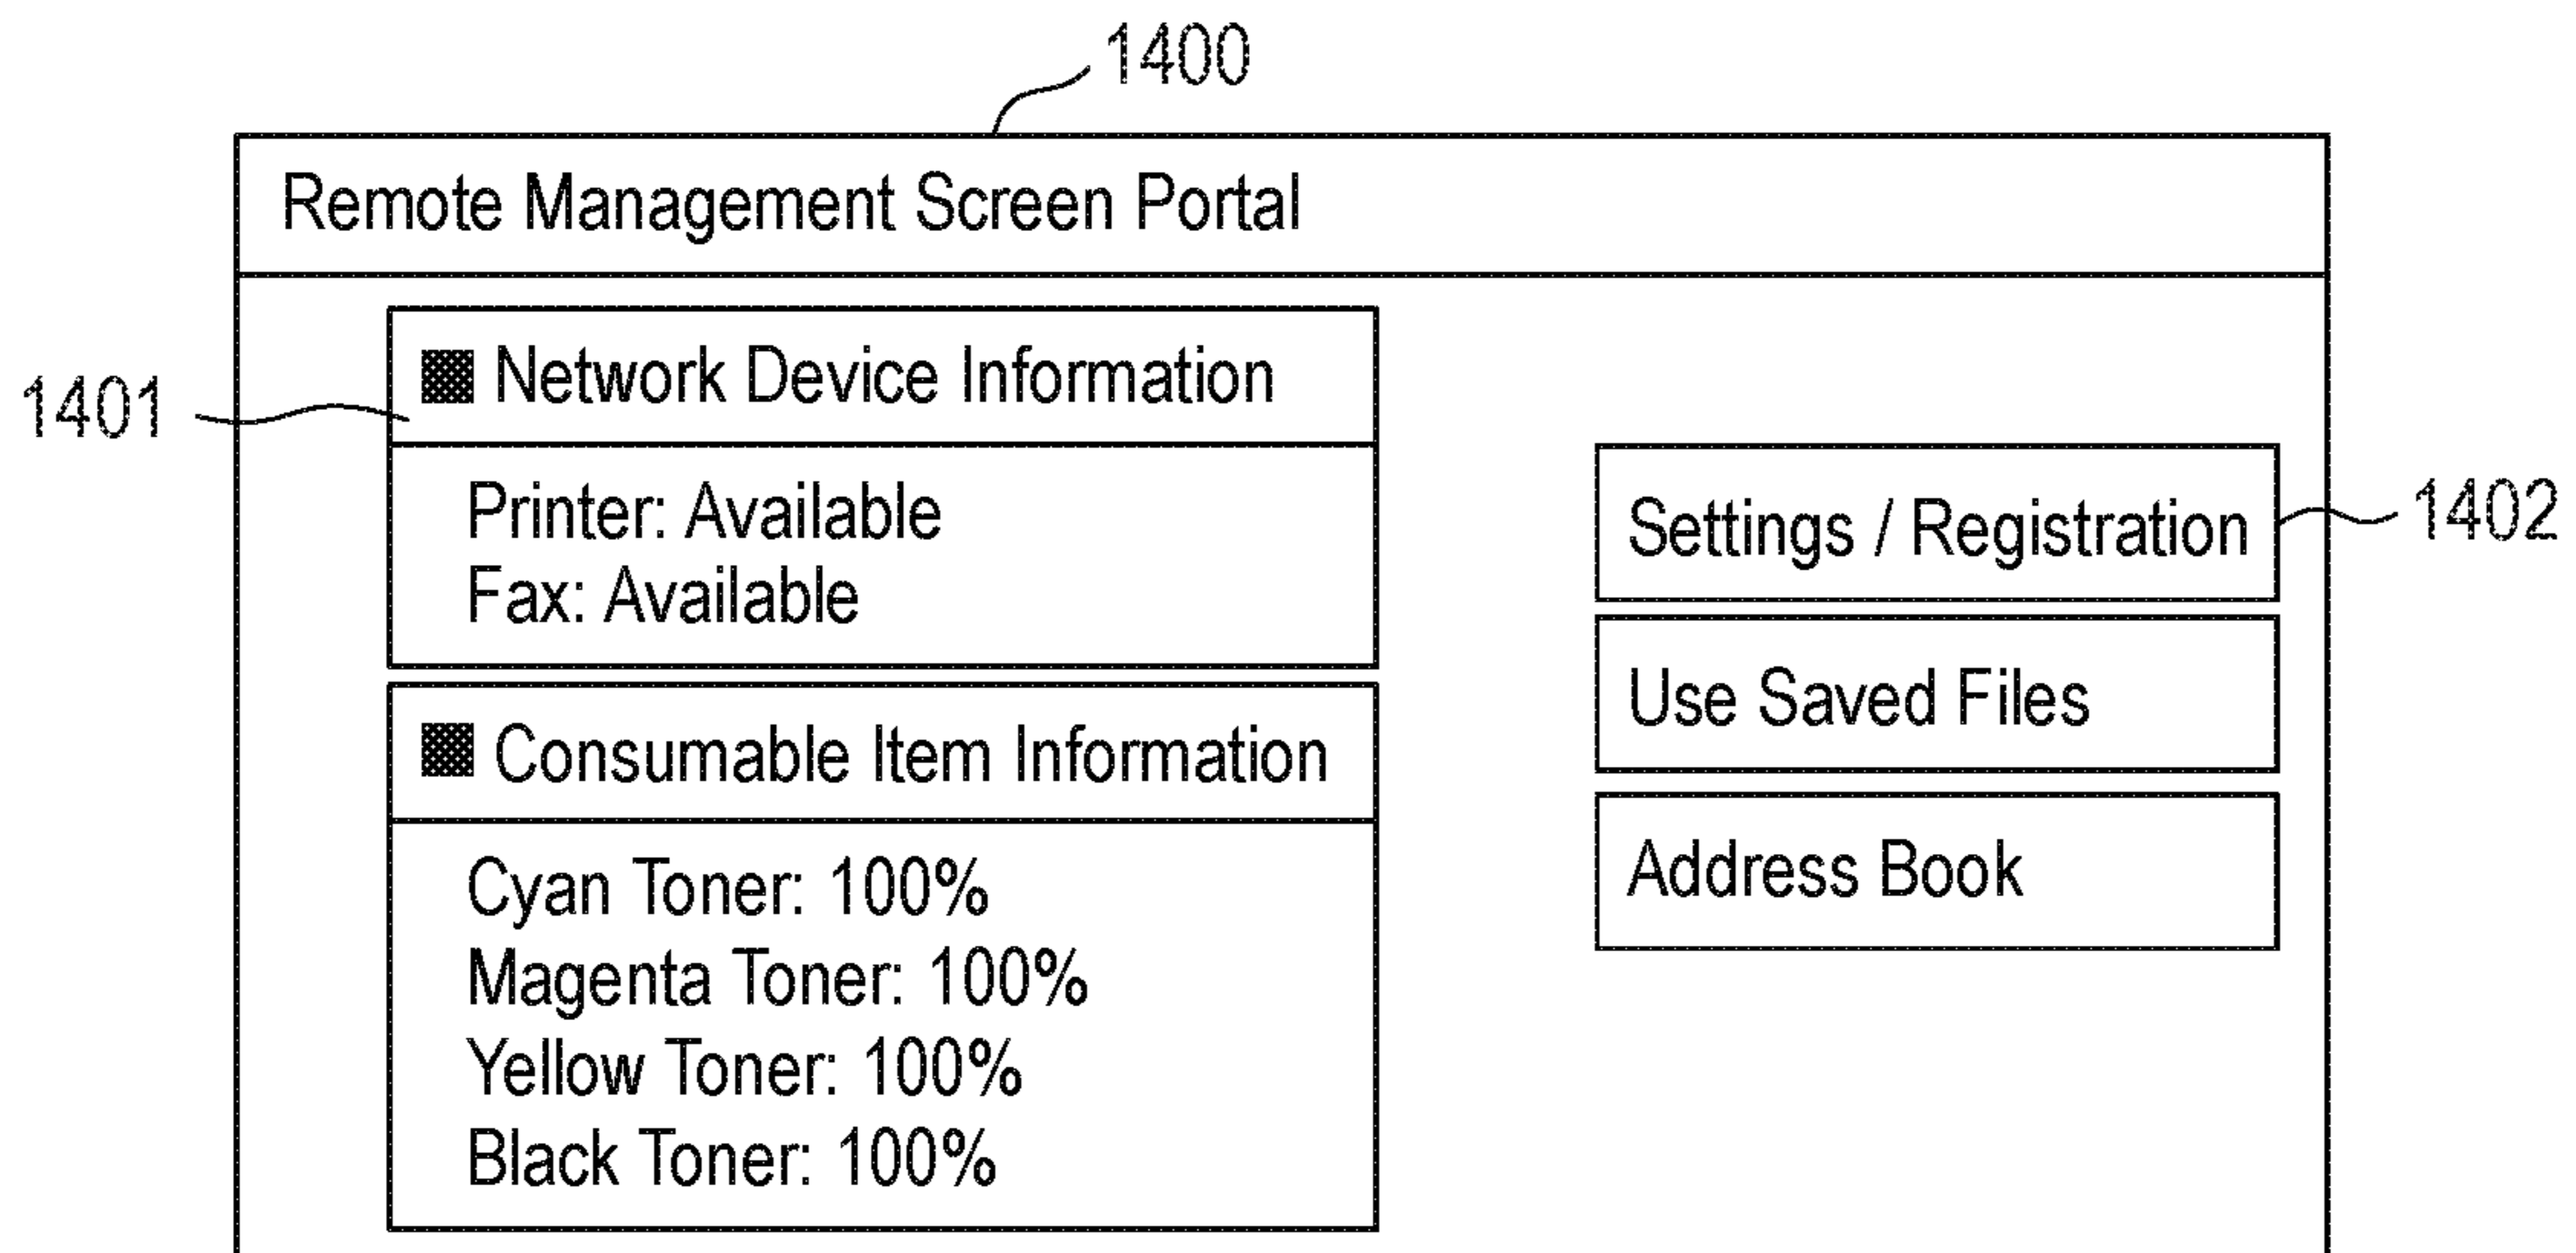 1400
Remote Management Screen Portal
1401
Network Device Information
Printer: Available
Fax: Available
Consumable Item Information
Cyan Toner: 100%
Magenta Toner: 100%
Yellow Toner: 100%
Black Toner: 100%
Settings / Registration
1402
Use Saved Files
Address Book